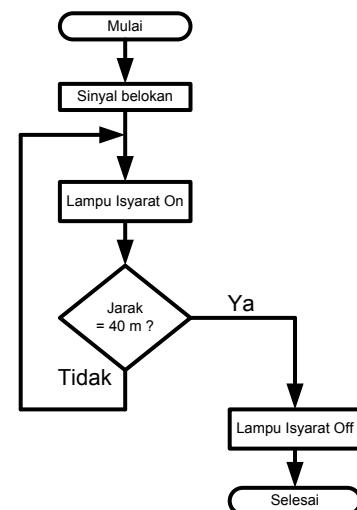 Mulai
Sinyal belokan
Lampu Isyarat On
Jarak
= 40 m ?
Ya
Tidak
Lampu Isyarat Off
Selesai